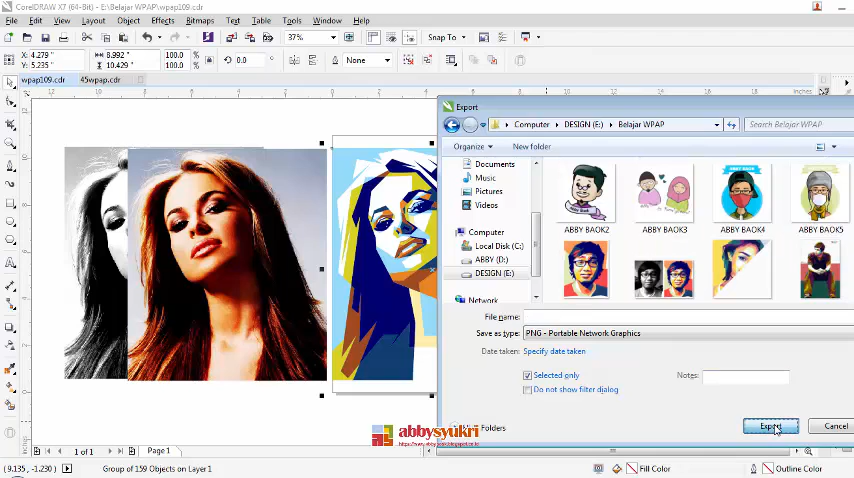 CorelDRAW X7 (64-Bit) - E:\Belajar WPAP\wpap109.cdr
File Edit View Layout Object Effects Bitmaps Text Table Tools Window Help
37% Snap To
X: 4.279 " 8.992 " 100.0 %
Y: 5.235 " 10.429 " 100.0 %
0.0 None
wpap109.cdr 45wpap.cdr
inches
Export
Computer DESIGN (E:) Belajar WPAP
Search Belajar WPAP
Organize New folder
Documents
Music
Pictures
Videos
Computer
Local Disk (C:)
ABBY (D:)
DESIGN (E:)
Network
ABBY BAOK2 ABBY BAOK3 ABBY BAOK4 ABBY BAOK5
File name:
Save as type: PNG - Portable Network Graphics
Date taken: Specify date taken
Selected only
Notes:
Do not show filter dialog
Folders
Export Cancel
abbysyukri
1 of 1 Page 1
(9.135, -1.230) Group of 159 Objects on Layer 1 Fill Color Outline Color